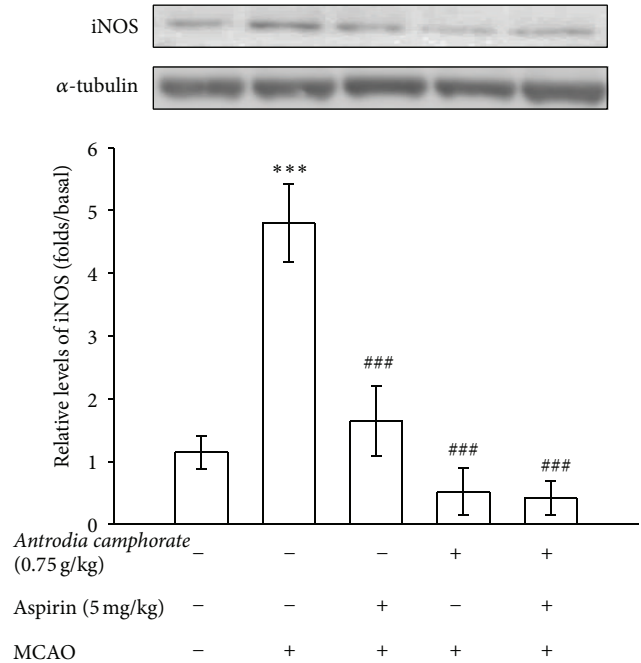 iNOS
α-tubulin
Relative levels of iNOS (folds/basal)
6
5
4
3
2
1
0
***
###
###
###
Antrodia camphorate
(0.75 g/kg) − − − + +
Aspirin (5 mg/kg) − − + − +
MCAO − + + + +